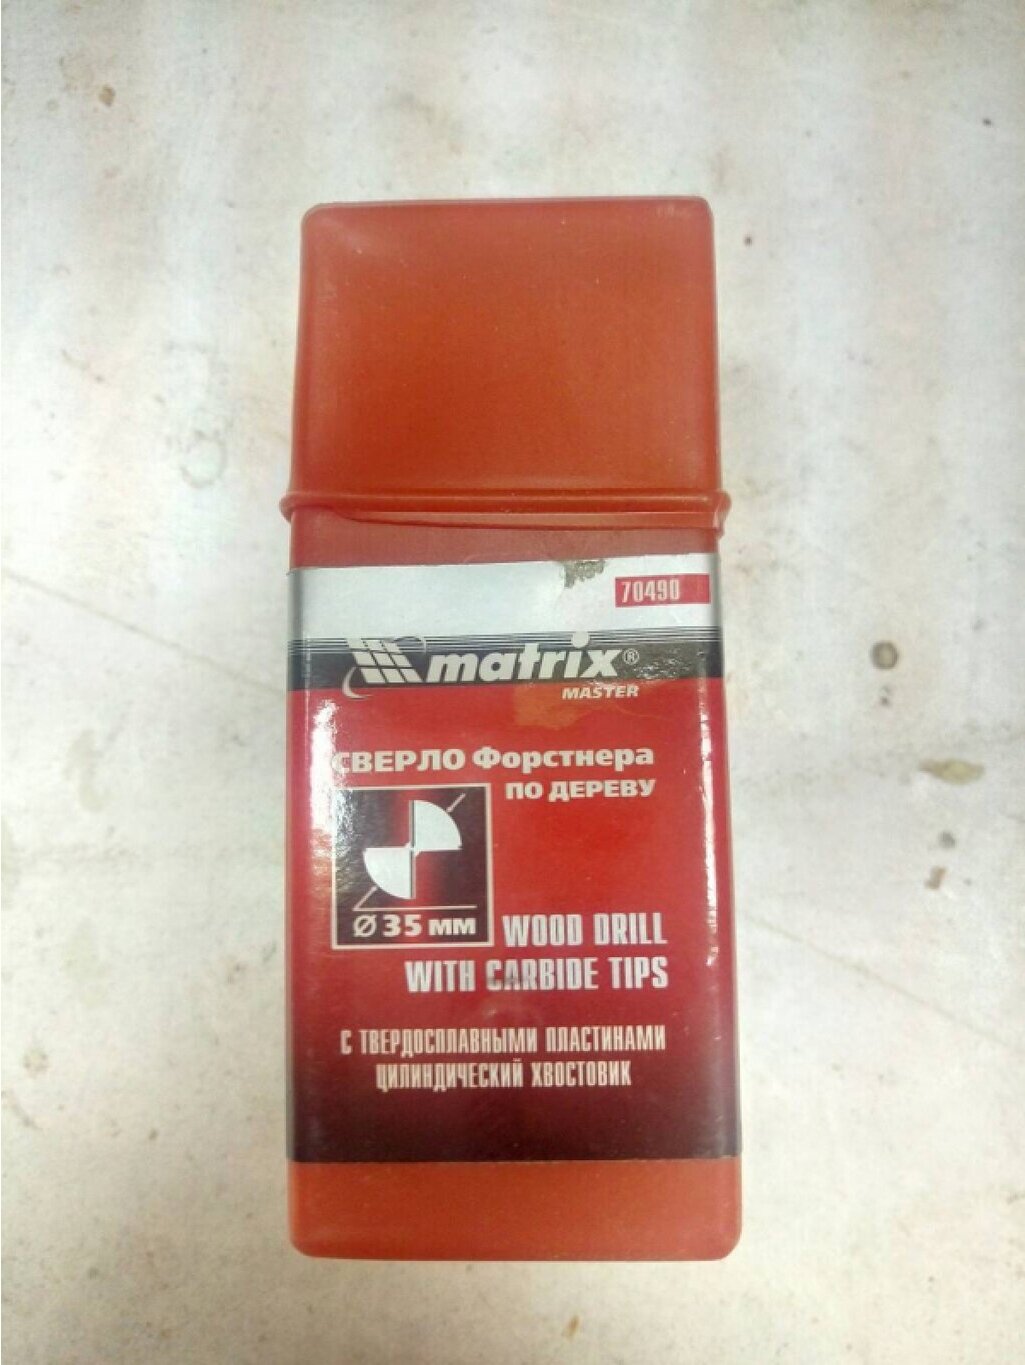 70490
matrix®
MASTER
СВЕРЛО Форстнера
ПО ДЕРЕВУ
Ø 35 мм
WOOD DRILL
WITH CARBIDE TIPS
С ТВЕРДОСПЛАВНЫМИ ПЛАСТИНАМИ
ЦИЛИНДИЧЕСКИЙ ХВОСТОВИК